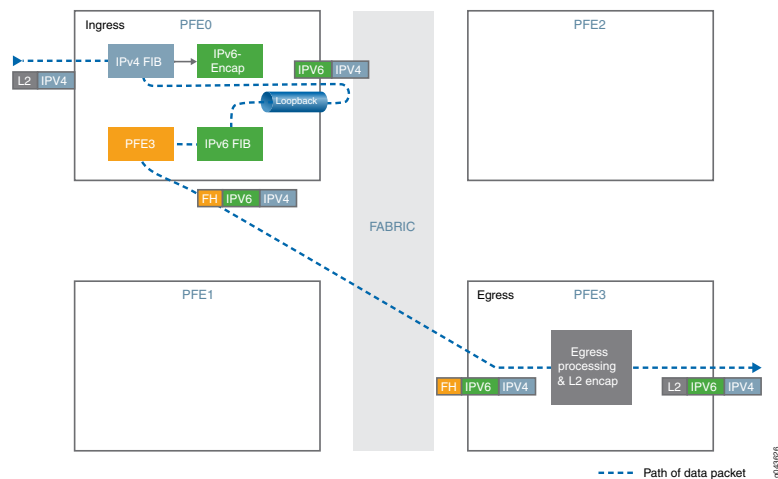 Ingress
PFE0
PFE2
IPv4 FIB
IPv6-
Encap
L2 IPV4
IPV6 IPV4
Loopback
PFE3
IPv6 FIB
FH IPV6 IPV4
FABRIC
PFE1
Egress
PFE3
Egress
processing
& L2 encap
FH IPV6 IPV4
L2 IPV6 IPV4
Path of data packet
g043626